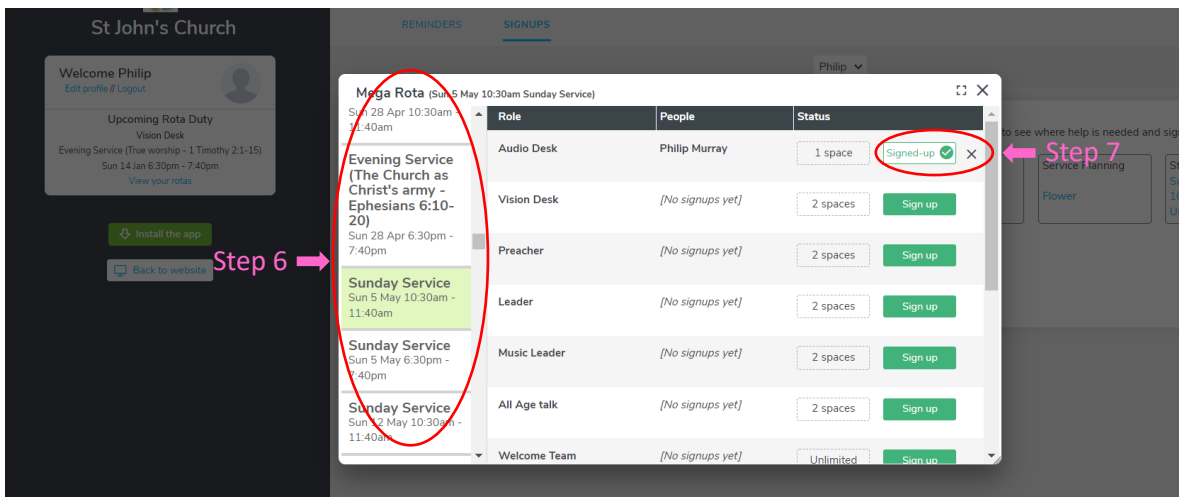 St John's Church
REMINDERS
SIGNUPS
Welcome Philip
Edit profile // Logout
Upcoming Rota Duty
Vision Desk
Evening Service (True worship - 1 Timothy 2:1-15)
Sun 14 Jan 6:30pm - 7:40pm
View your rotas
Install the app
Back to website
Step 6
Philip
Mega Rota (Sun 5 May 10:30am Sunday Service)
Sun 28 Apr 10:30am -
11:40am
Evening Service
(The Church as
Christ's army -
Ephesians 6:10-
20)
Sun 28 Apr 6:30pm -
7:40pm
Sunday Service
Sun 5 May 10:30am -
11:40am
Sunday Service
Sun 5 May 6:30pm -
7:40pm
Sunday Service
Sun 12 May 10:30am -
11:40am
Role People Status
Audio Desk Philip Murray 1 space Signed-up
Vision Desk [No signups yet] 2 spaces Sign up
Preacher [No signups yet] 2 spaces Sign up
Leader [No signups yet] 2 spaces Sign up
Music Leader [No signups yet] 2 spaces Sign up
All Age talk [No signups yet] 2 spaces Sign up
Welcome Team [No signups yet] Unlimited Sign up
to see where help is needed and sig
Step 7
Service Planning
Flower